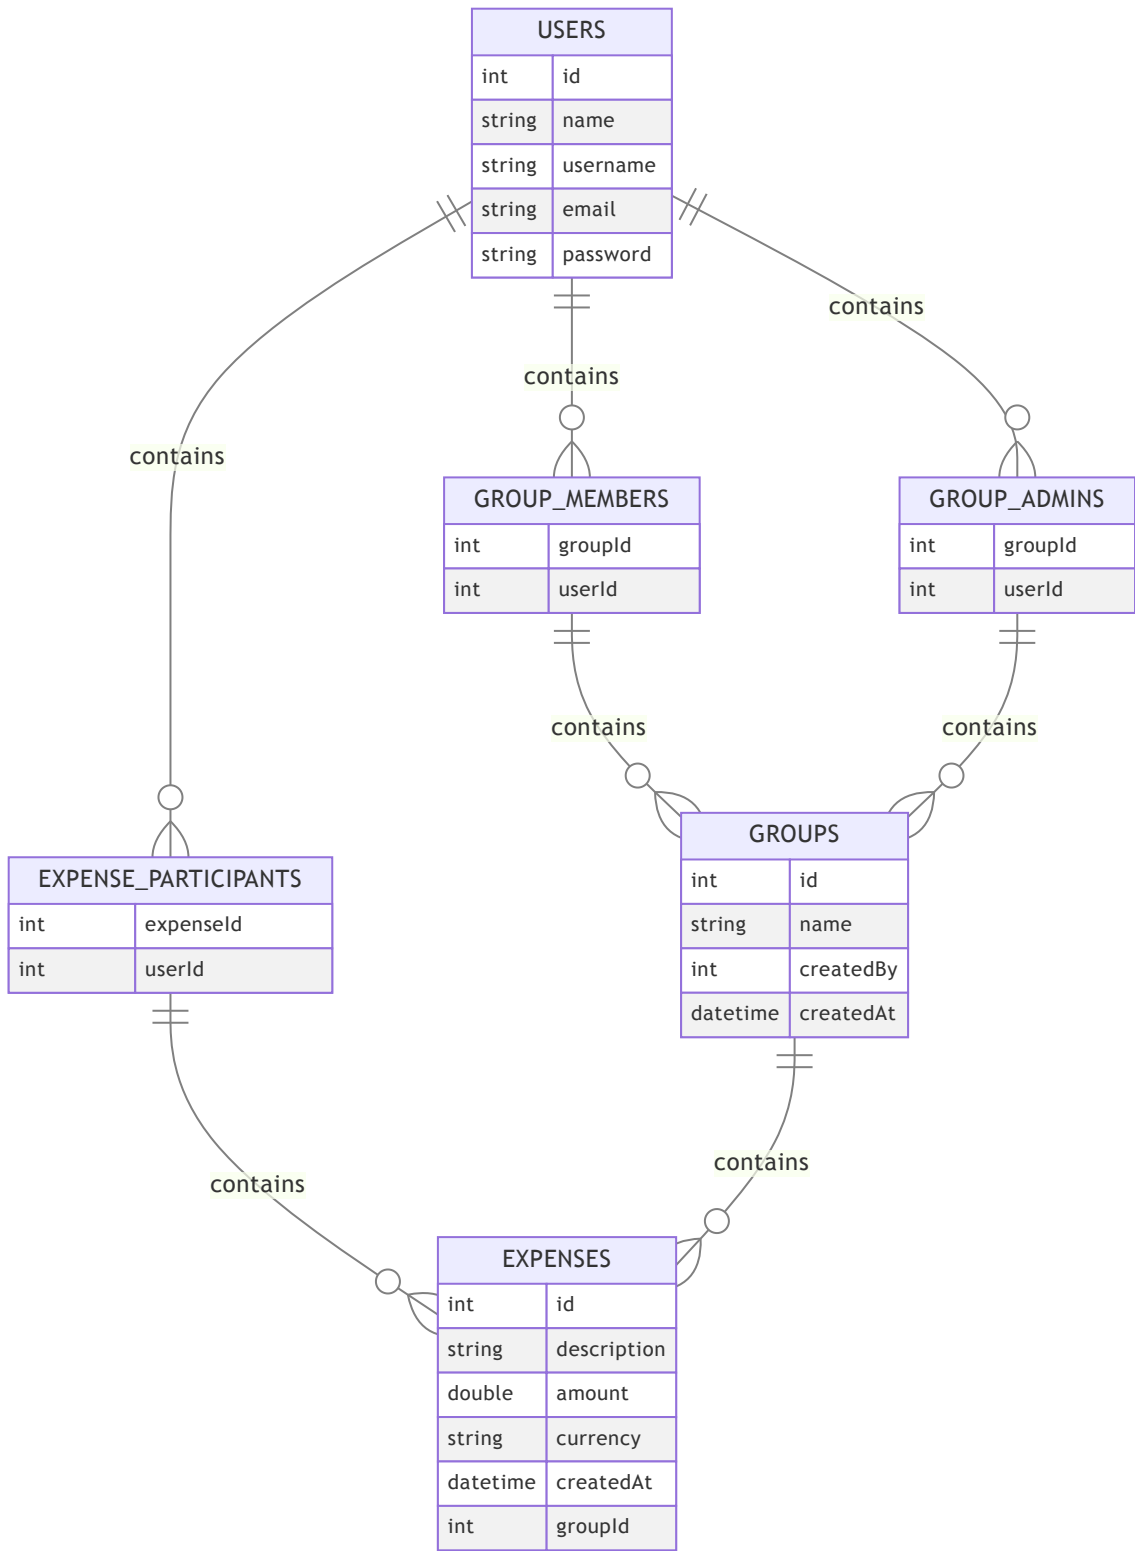 USERS
int id
string name
string username
string email
string password
contains
contains
contains
GROUP_MEMBERS
int groupId
int userId
GROUP_ADMINS
int groupId
int userId
contains
contains
GROUPS
int id
string name
int createdBy
datetime createdAt
EXPENSE_PARTICIPANTS
int expenseId
int userId
contains
contains
EXPENSES
int id
string description
double amount
string currency
datetime createdAt
int groupId